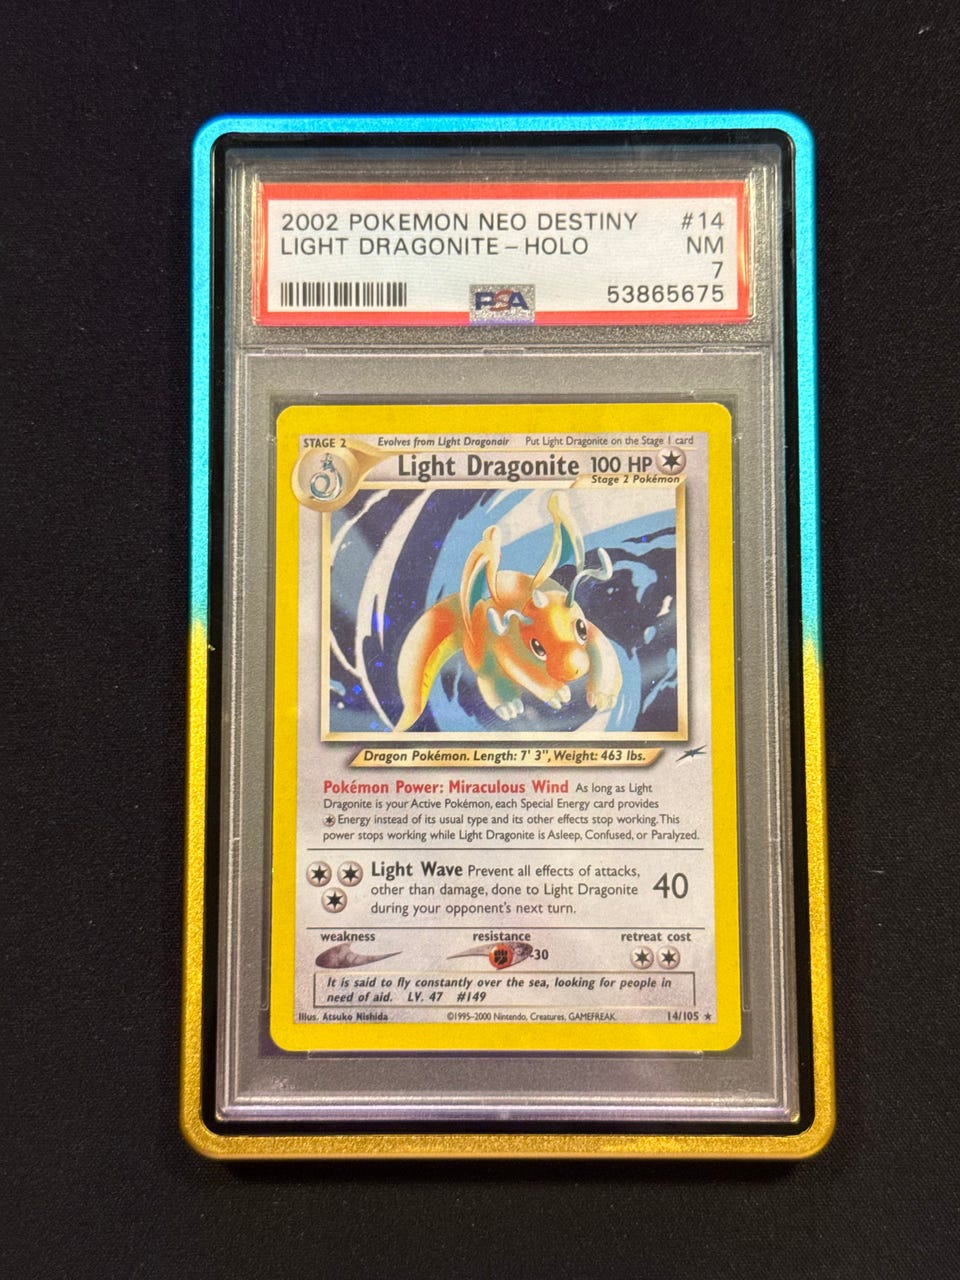 2002 POKEMON NEO DESTINY #14
LIGHT DRAGONITE - HOLO NM
7
PSA 53865675
STAGE 2 Evolves from Light Dragonair Put Light Dragonite on the Stage 1 card
Light Dragonite 100 HP
Stage 2 Pokémon
Dragon Pokémon. Length: 7' 3", Weight: 463 lbs.
Pokémon Power: Miraculous Wind As long as Light
Dragonite is your Active Pokémon, each Special Energy card provides
Energy instead of its usual type and its other effects stop working. This
power stops working while Light Dragonite is Asleep, Confused, or Paralyzed.
Light Wave Prevent all effects of attacks,
other than damage, done to Light Dragonite 40
during your opponent's next turn.
weakness resistance retreat cost
-30
It is said to fly constantly over the sea, looking for people in
need of aid. LV. 47 #149
Illus. Atsuko Nishida ©1995-2000 Nintendo, Creatures, GAMEFREAK. 14/105 ★